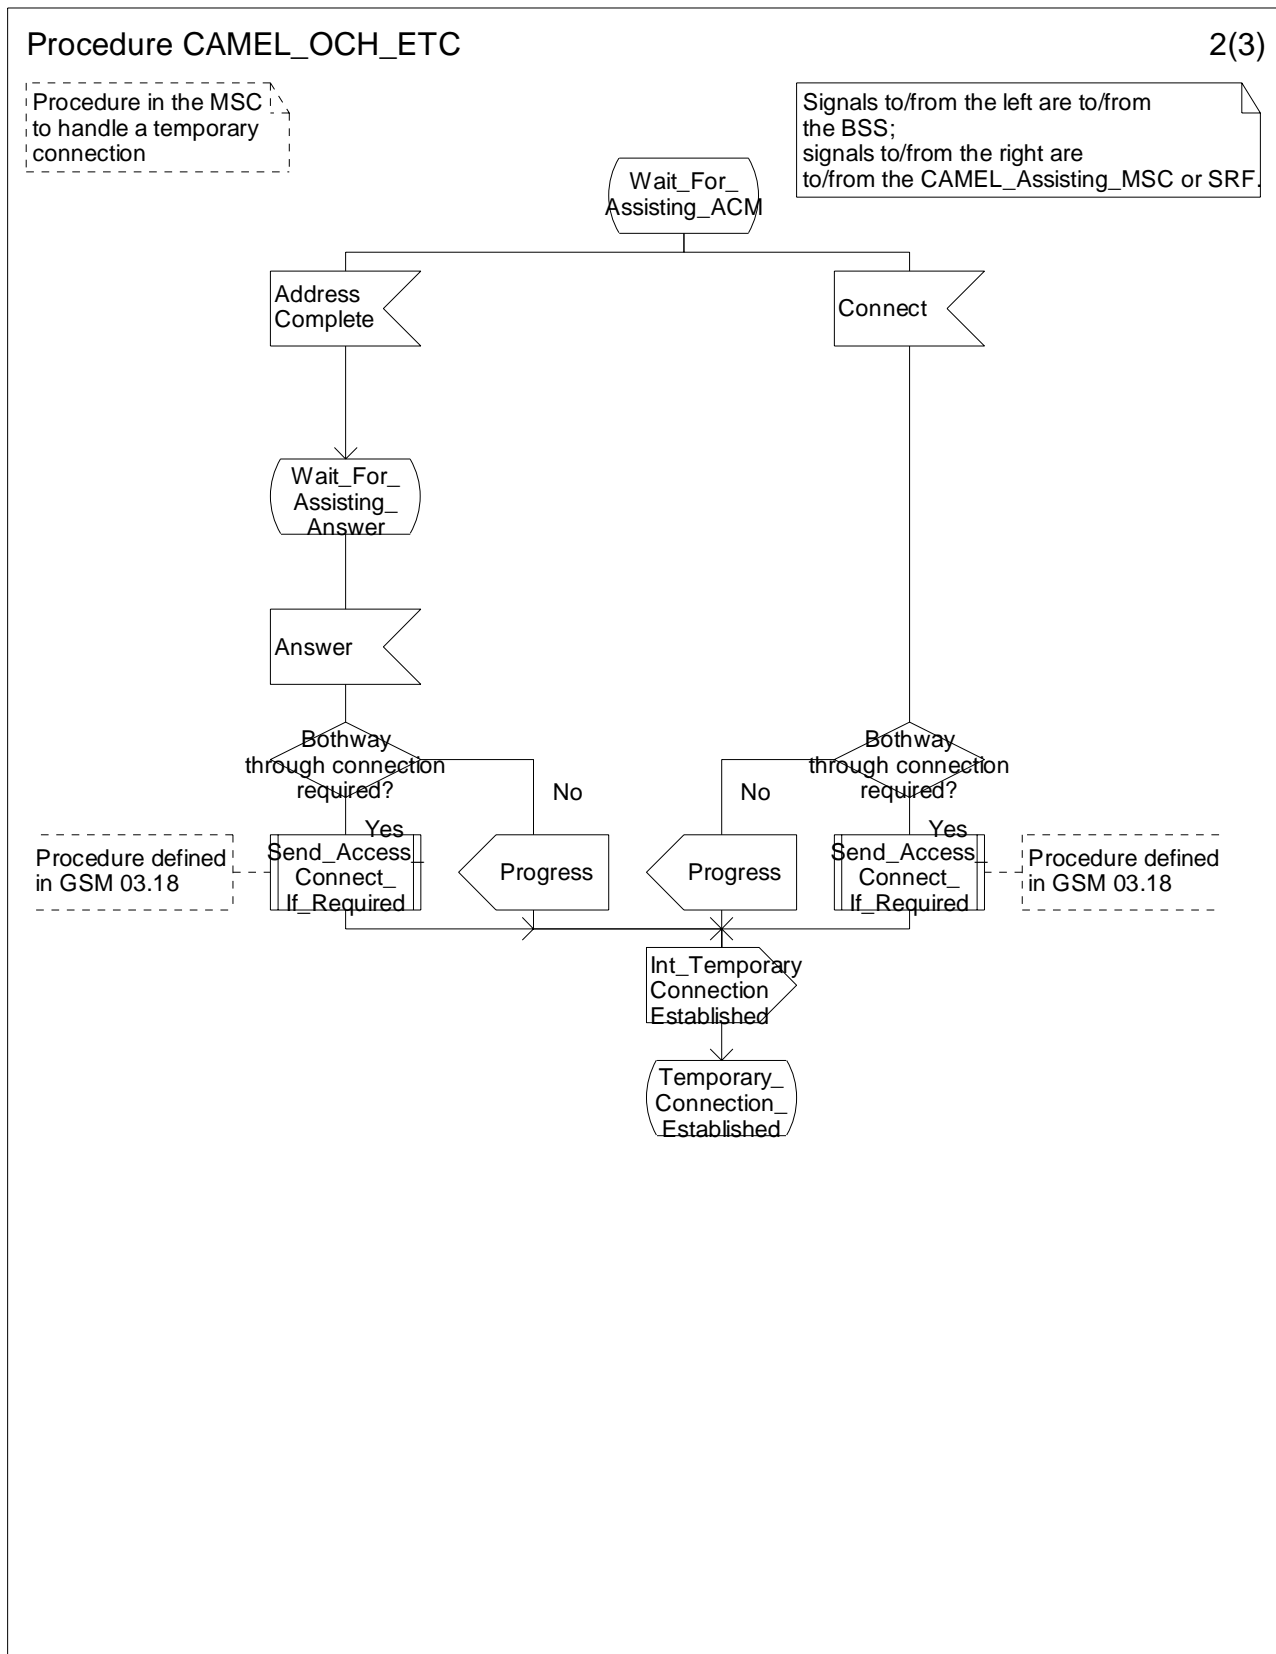 Procedure CAMEL_OCH_ETC
2(3)
Procedure in the MSC
to handle a temporary
connection
Signals to/from the left are to/from
the BSS;
signals to/from the right are
to/from the CAMEL_Assisting_MSC or SRF.
Wait_For_
Assisting_ACM
Address
Complete
Connect
Wait_For_
Assisting_
Answer
Answer
Bothway
through connection
required?
No
No
Bothway
through connection
required?
Yes
Yes
Procedure defined
in GSM 03.18
Send_Access_
Connect_
If_Required
Progress
Progress
Send_Access_
Connect_
If_Required
Procedure defined
in GSM 03.18
Int_Temporary
Connection
Established
Temporary_
Connection_
Established